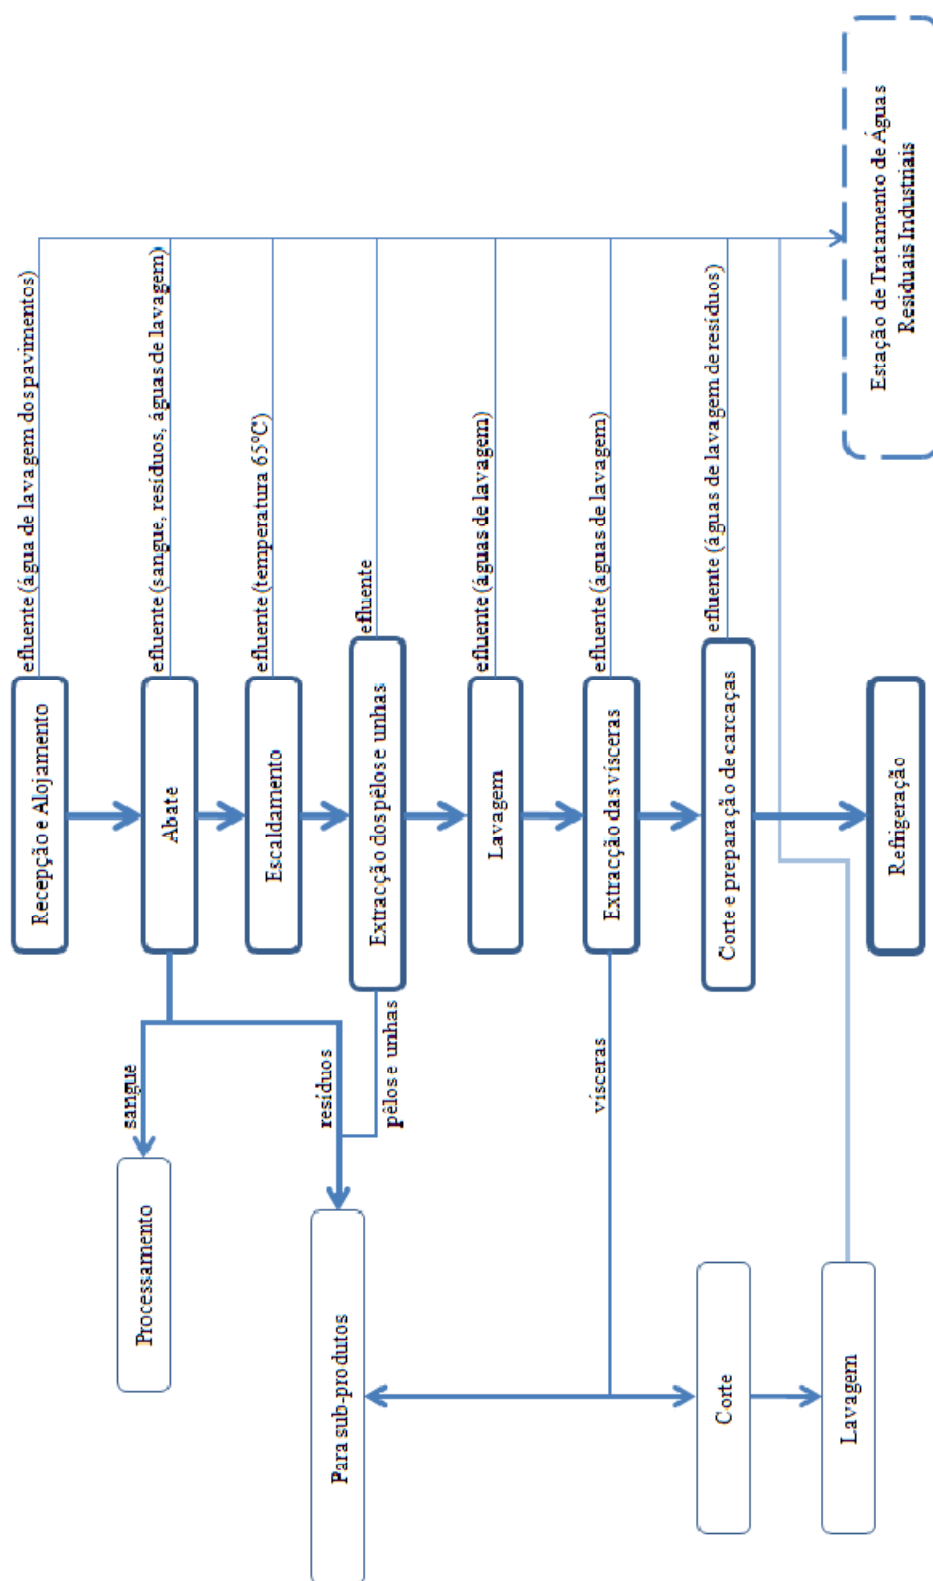 Recepção e Alojamento
efluente (água de lavagem dos pavimentos)
sangue
Processamento
Abate
efluente (sangue, resíduos, águas de lavagem)
Escaldamento
efluente (temperatura 65ºC)
resíduos
Para sub-produtos
pêlos e unhas
Extracção dos pêlos e unhas
efluente
Lavagem
efluente (águas de lavagem)
vísceras
Extracção das vísceras
efluente (águas de lavagem)
Corte
Corte e preparação de carcaças
efluente (águas de lavagem de resíduos)
Lavagem
Refrigeração
Estação de Tratamento de Águas
Residuais Industriais